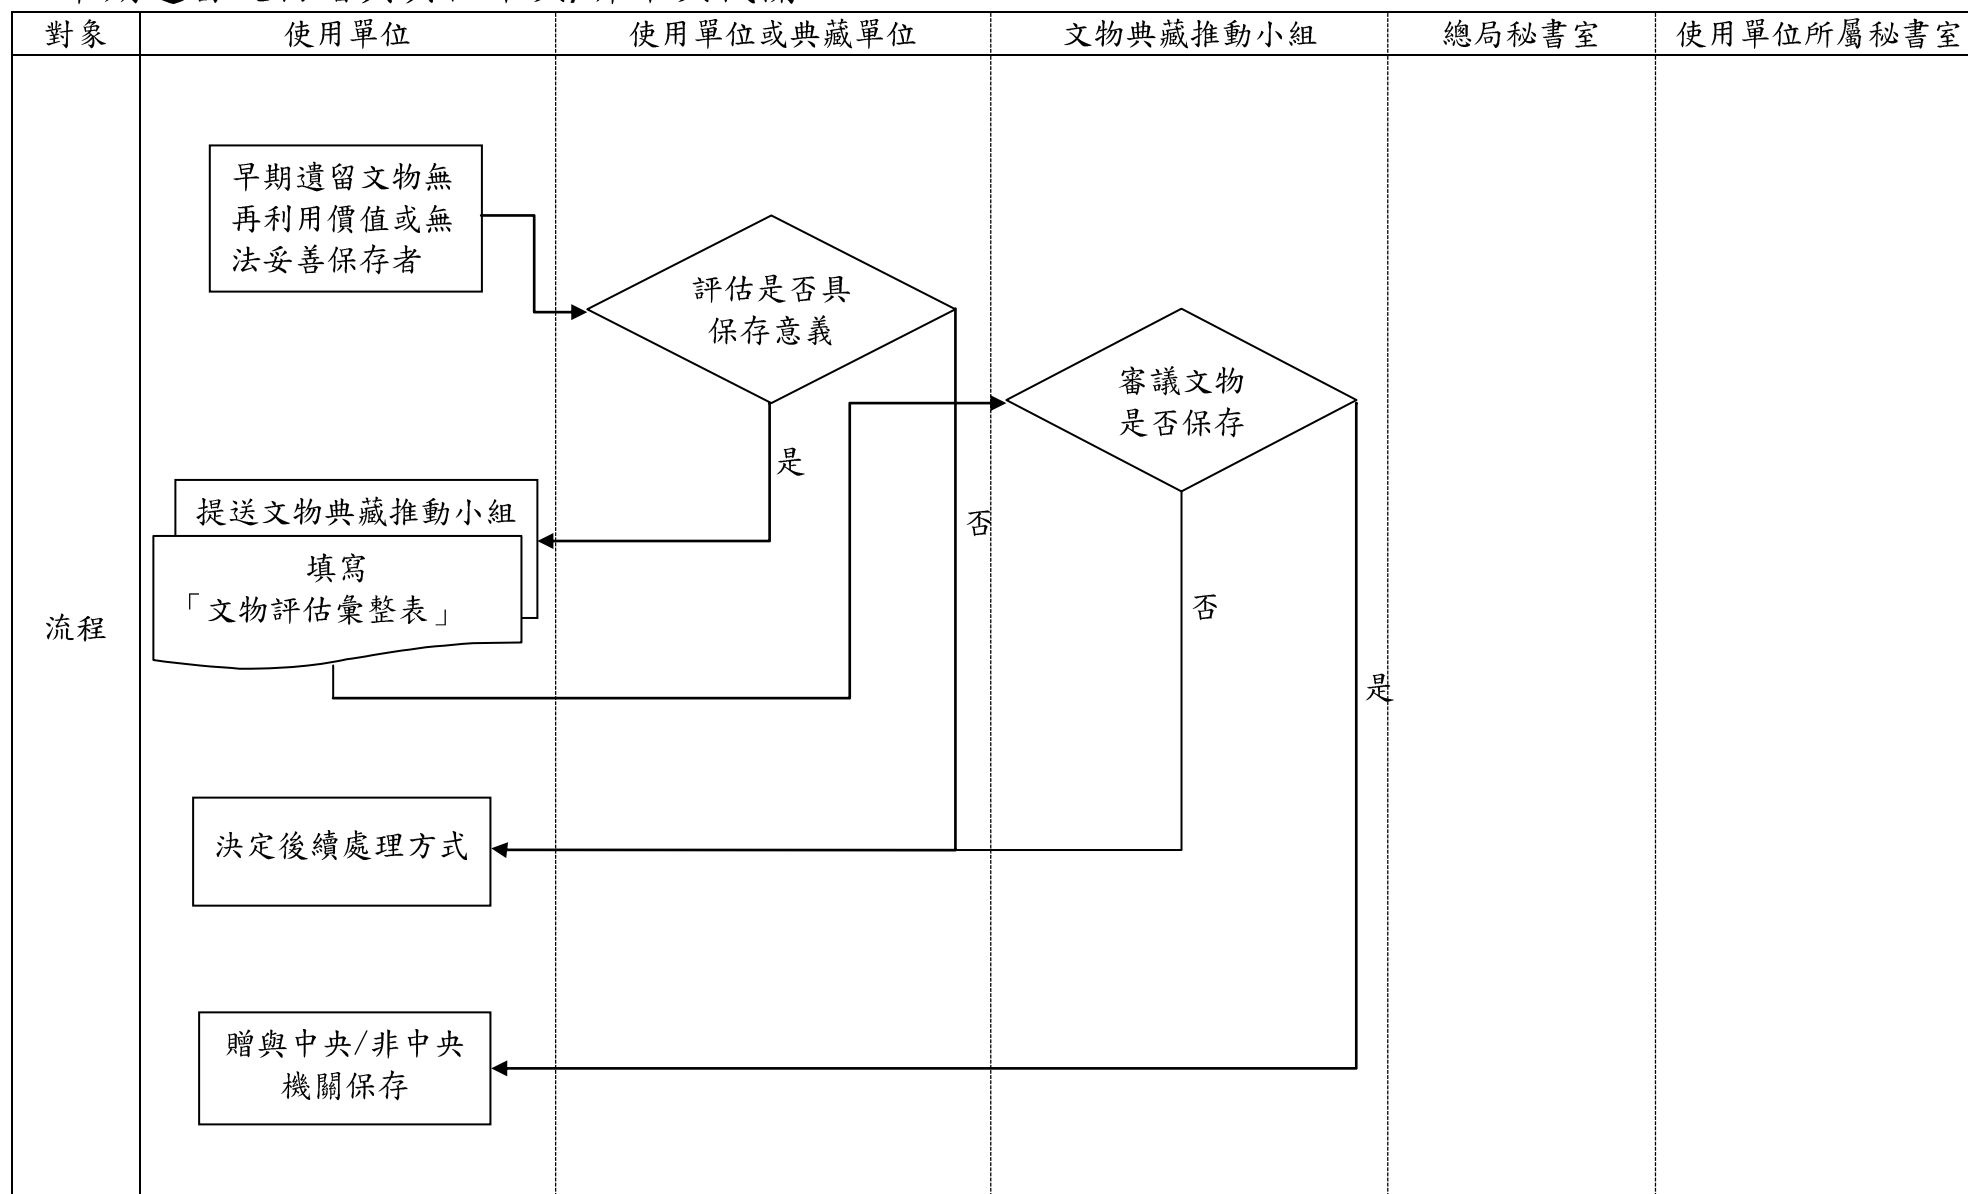 對象
使用單位
使用單位或典藏單位
文物典藏推動小組
總局秘書室
使用單位所屬秘書室
流程
早期遺留文物無
再利用價值或無
法妥善保存者
評估是否具
保存意義
是
否
審議文物
是否保存
否
是
提送文物典藏推動小組
填寫
「文物評估彙整表」
決定後續處理方式
贈與中央/非中央
機關保存